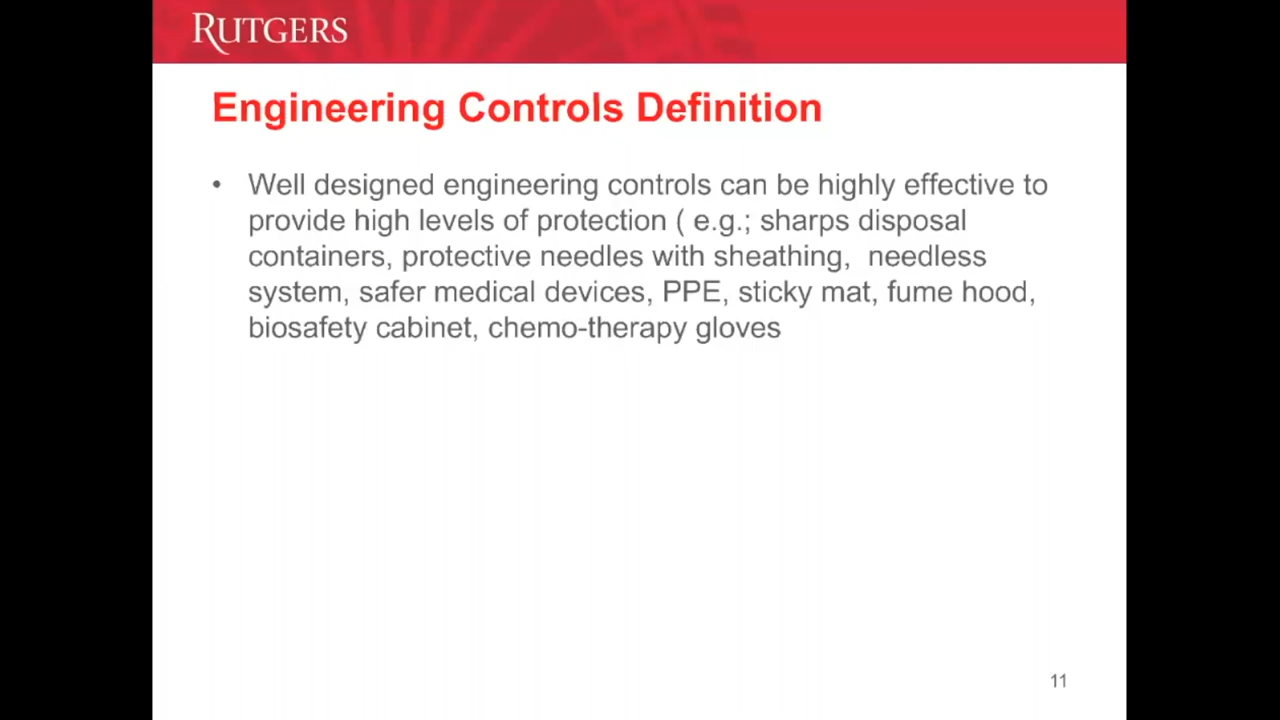 RUTGERS
Engineering Controls Definition
• Well designed engineering controls can be highly effective to
provide high levels of protection ( e.g.; sharps disposal
containers, protective needles with sheathing,  needless
system, safer medical devices, PPE, sticky mat, fume hood,
biosafety cabinet, chemo-therapy gloves
11